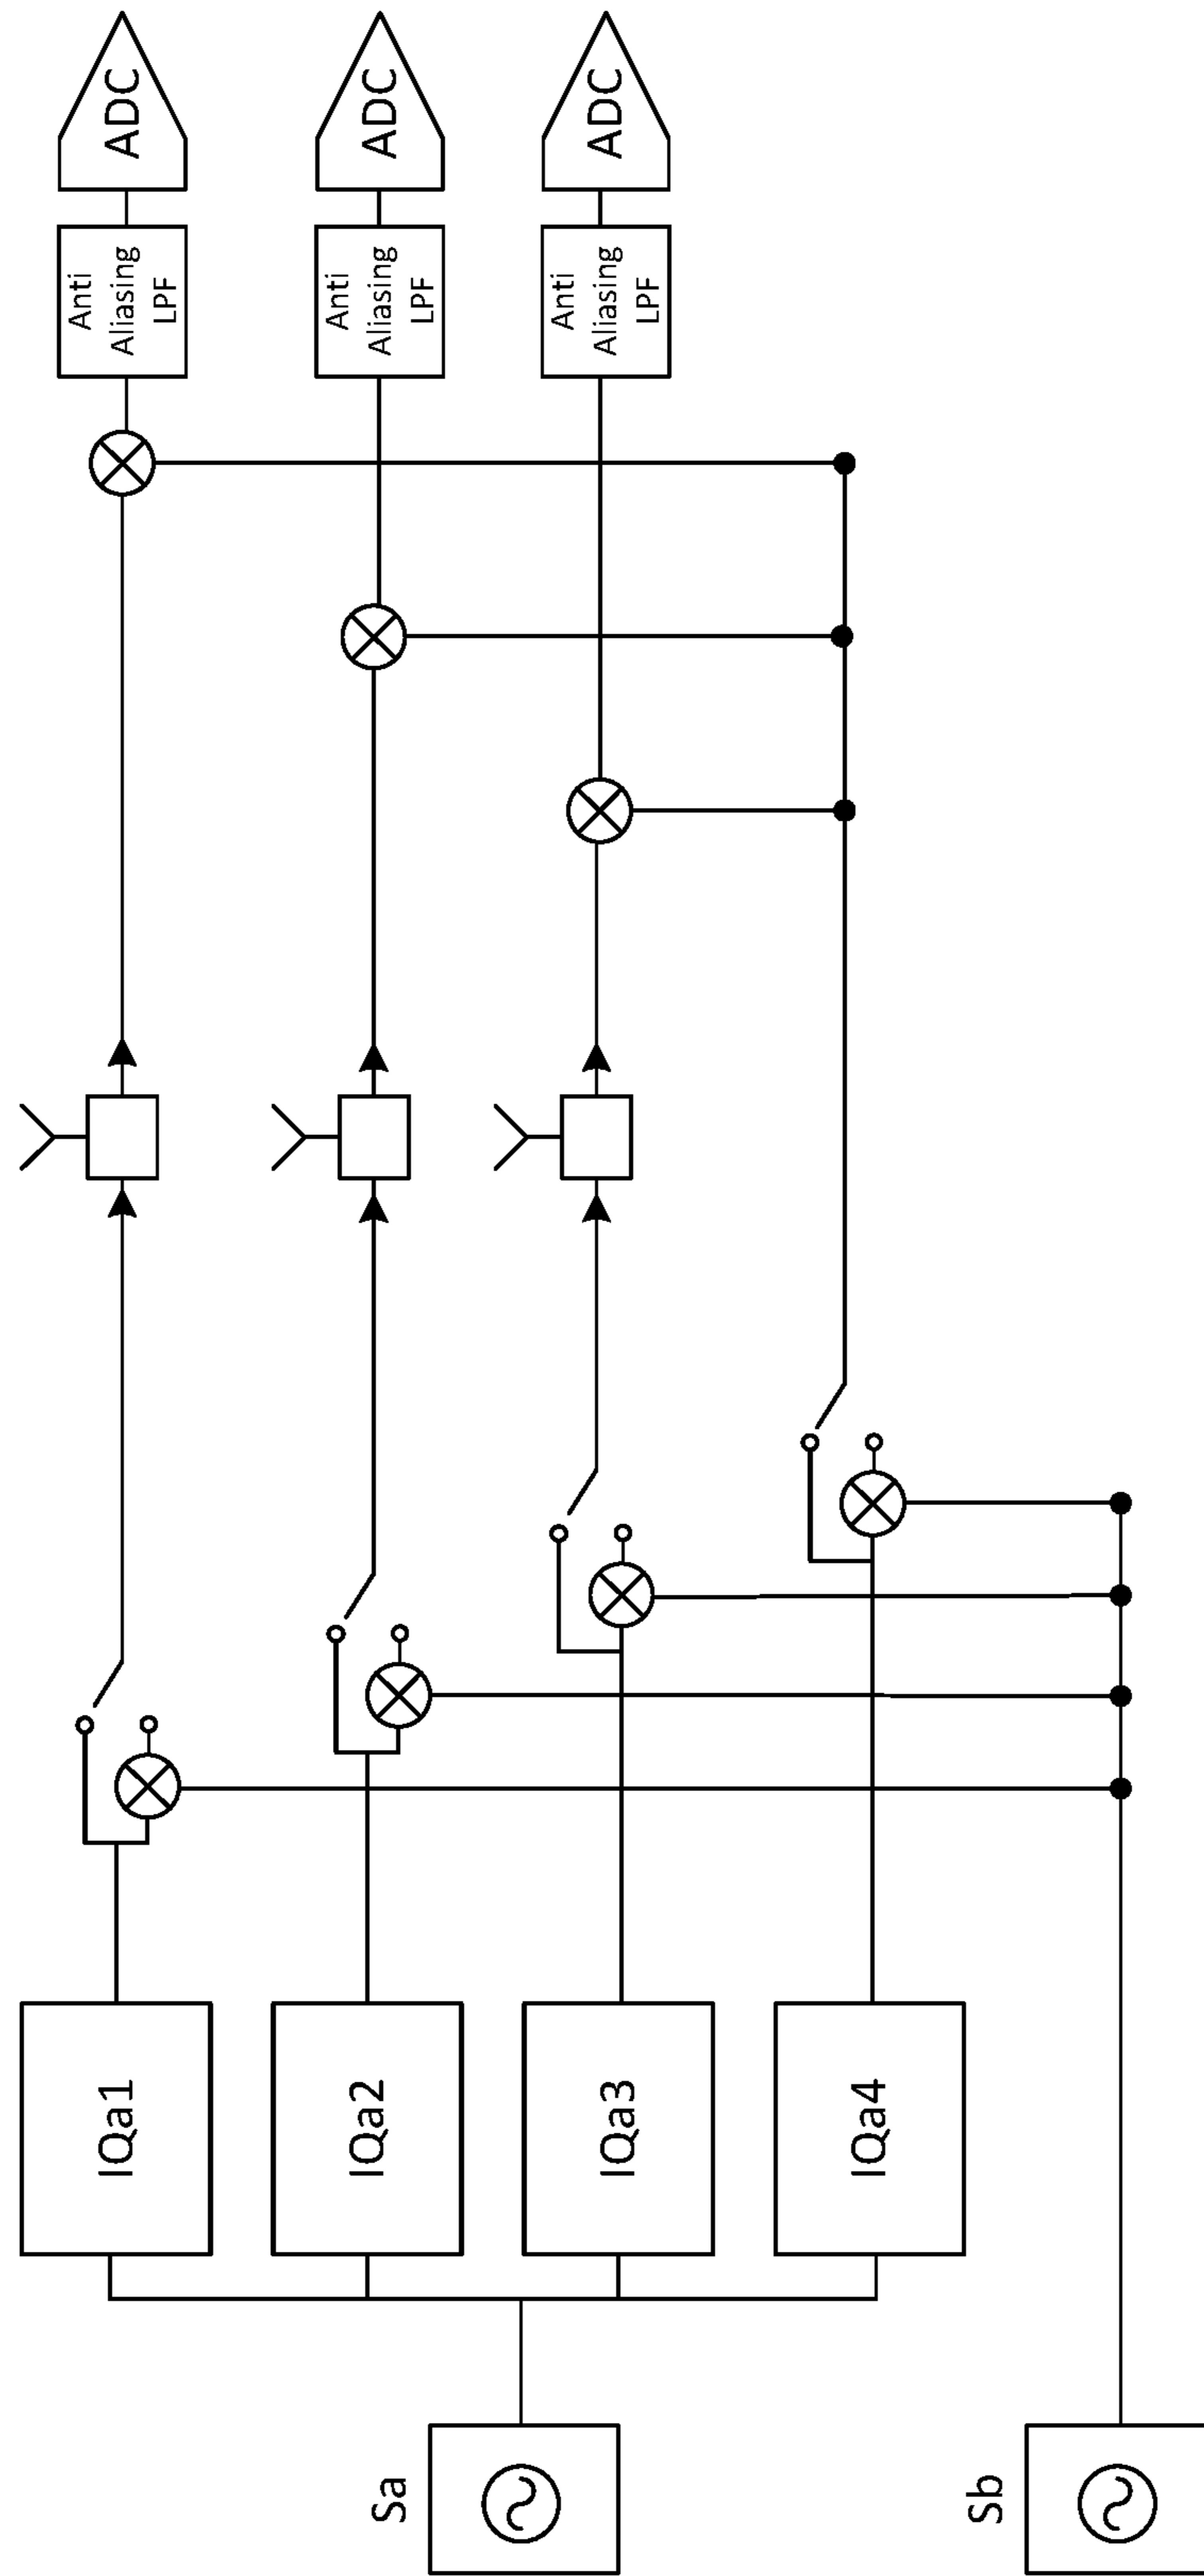 Sa
Sb
IQa1
IQa2
IQa3
IQa4
Anti
Aliasing
LPF
ADC
Anti
Aliasing
LPF
ADC
Anti
Aliasing
LPF
ADC